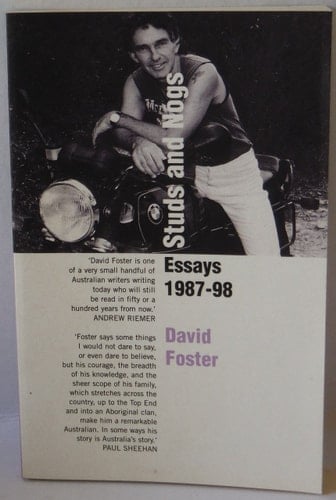 Studs and Nogs
Essays
1987-98
David
Foster
'David Foster is one
of a very small handful of
Australian writers writing
today who will still
be read in fifty or a
hundred years from now.'
ANDREW RIEMER
'Foster says some things
I would not dare to say,
or even dare to believe,
but his courage, the breadth
of his knowledge, and the
sheer scope of his family,
which stretches across the
country, up to the Top End
and into an Aboriginal clan,
make him a remarkable
Australian. In some ways his
story is Australia's story.'
PAUL SHEEHAN